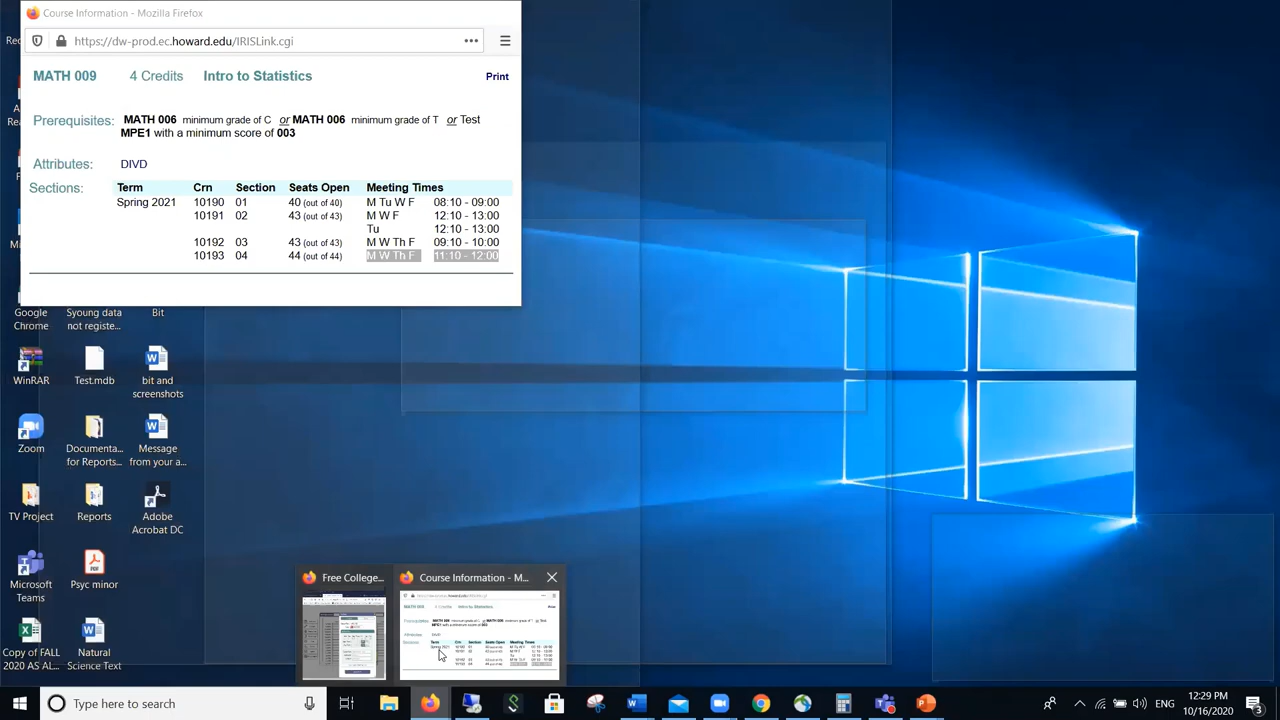 Course Information - Mozilla Firefox
https://dw-prod.ec.howard.edu/IRISLink.cgi
MATH 009 4 Credits Intro to Statistics Print
Prerequisites: MATH 006 minimum grade of C or MATH 006 minimum grade of T or Test
MPE1 with a minimum score of 003
Attributes: DIVD
Sections: Term Crn Section Seats Open Meeting Times
Spring 2021 10190 01 40 (out of 40) M Tu W F 08:10 - 09:00
10191 02 43 (out of 43) M W F 12:10 - 13:00
Tu 12:10 - 13:00
10192 03 43 (out of 43) M W Th F 09:10 - 10:00
10193 04 44 (out of 44) M W Th F 11:10 - 12:00
Google Chrome
Syoung data not registe...
Bit
WinRAR
Test.mdb
bit and screenshots
Zoom
Documenta... for Reports...
Message from your a...
TV Project
Reports
Adobe Acrobat DC
Microsoft Teams
Psyc minor
Copy of FALL 2020 AS AL...
Natural Science Text
Free College...
Course Information - M...
Type here to search
ENG
12:29 PM
10/16/2020
3